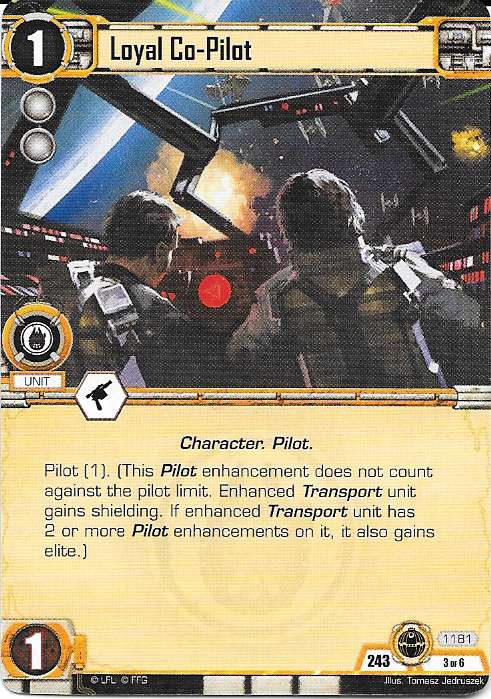 1
Loyal Co-Pilot
UNIT
Character. Pilot.
Pilot (1). (This Pilot enhancement does not count
against the pilot limit. Enhanced Transport unit
gains shielding. If enhanced Transport unit has
2 or more Pilot enhancements on it, it also gains
elite.)
1
243
1181
3 OF 6
© LFL © FFG
Illus. Tomasz Jedruszek